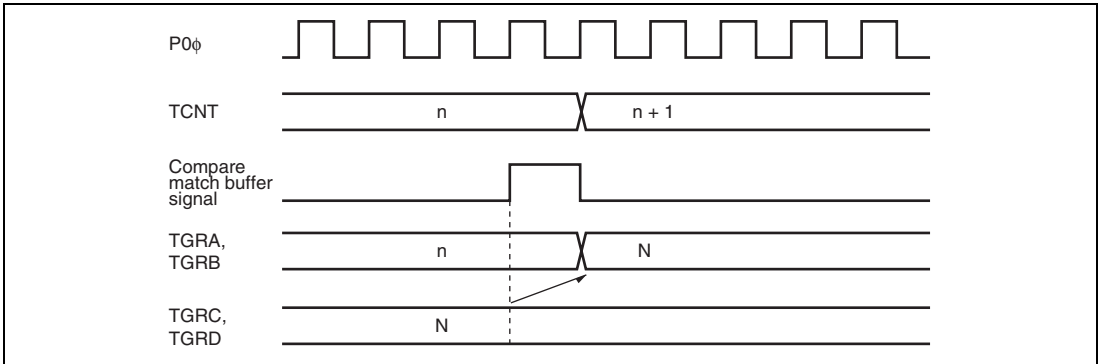 P0ϕ
TCNT n n + 1
Compare
match buffer
signal
TGRA,
TGRB n N
TGRC,
TGRD N